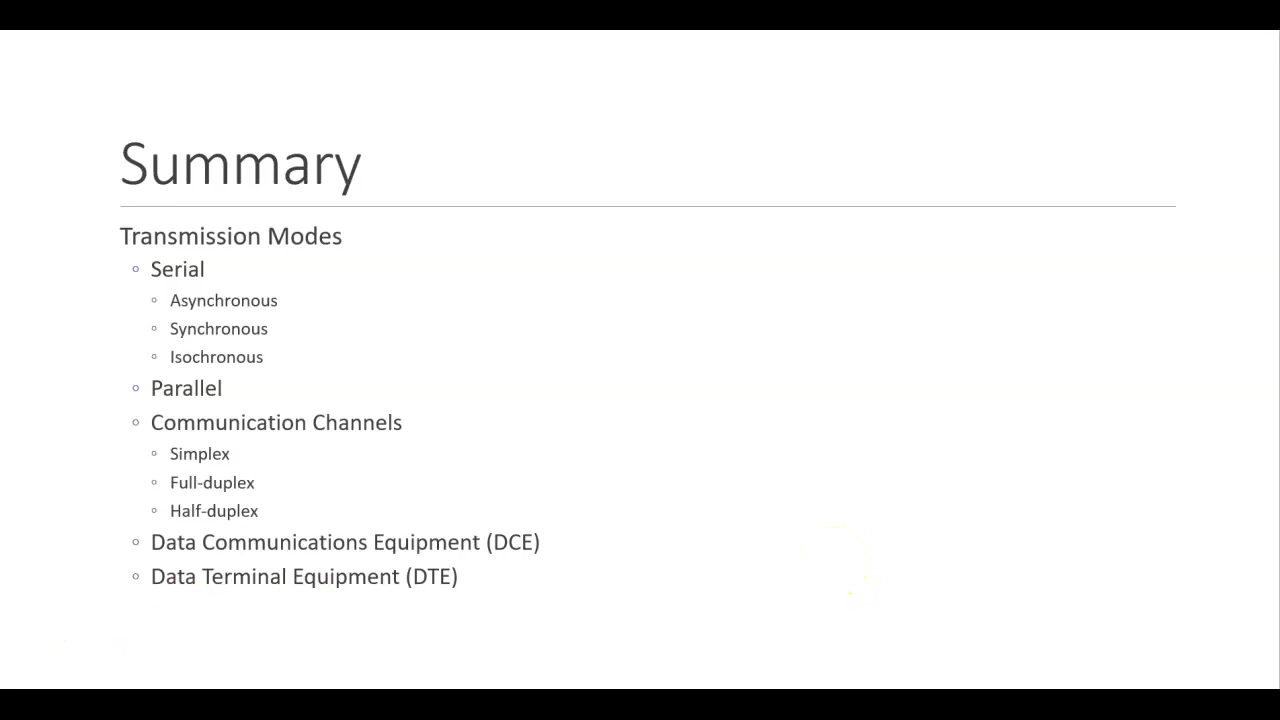 Summary
Transmission Modes
Serial
Asynchronous
Synchronous
Isochronous
Parallel
Communication Channels
Simplex
Full-duplex
Half-duplex
Data Communications Equipment (DCE)
Data Terminal Equipment (DTE)